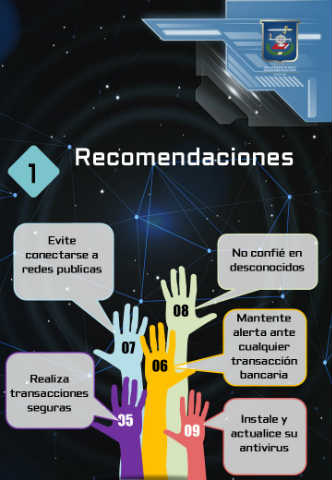 1
Recomendaciones
Evite
conectarse a
redes publicas
No confié en
desconocidos
08
07
Mantente
alerta ante
cualquier
transacción
bancaria
06
Realiza
transacciones
seguras
05
09
Instale y
actualice su
antivirus